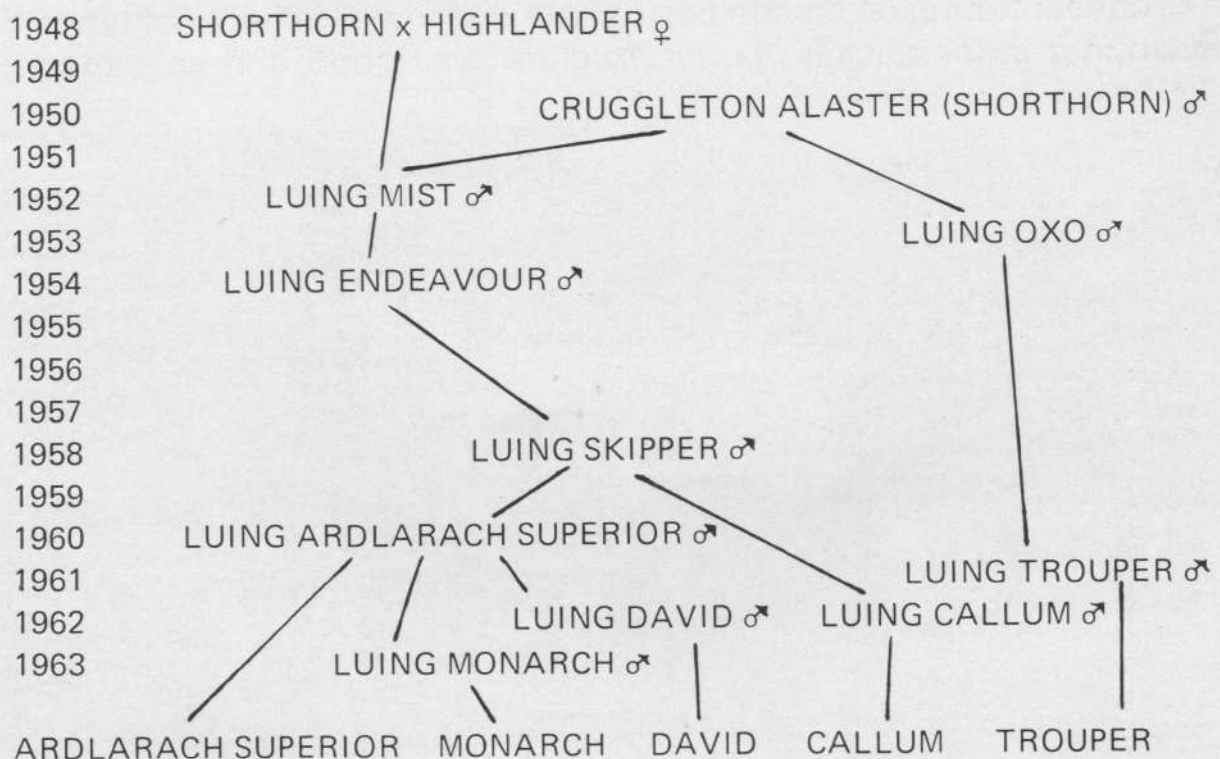 1948 SHORTHORN x HIGHLANDER ♀
1949
1950 CRUGGLETON ALASTER (SHORTHORN) ♂
1951
1952 LUING MIST ♂
1953 LUING OXO ♂
1954 LUING ENDEAVOUR ♂
1955
1956
1957
1958 LUING SKIPPER ♂
1959
1960 LUING ARDLARACH SUPERIOR ♂
1961 LUING TROUPER ♂
1962 LUING DAVID ♂ LUING CALLUM ♂
1963 LUING MONARCH ♂
ARDLARACH SUPERIOR MONARCH DAVID CALLUM TROUPER